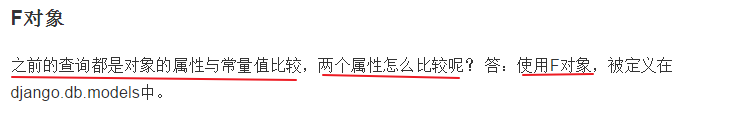 F对象
之前的查询都是对象的属性与常量值比较，两个属性怎么比较呢？ 答：使用F对象，被定义在
django.db.models中。